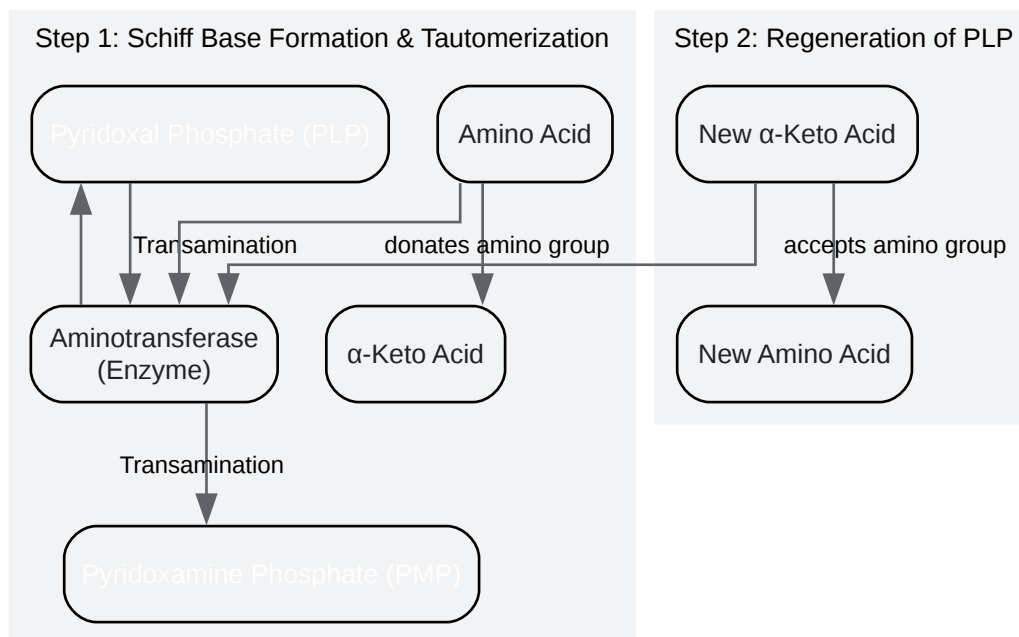 Step 1: Schiff Base Formation & Tautomerization
Step 2: Regeneration of PLP
Pyridoxal Phosphate (PLP)
Amino Acid
New α-Keto Acid
Transamination
donates amino group
accepts amino group
Aminotransferase
(Enzyme)
α-Keto Acid
New Amino Acid
Transamination
Pyridoxamine Phosphate (PMP)